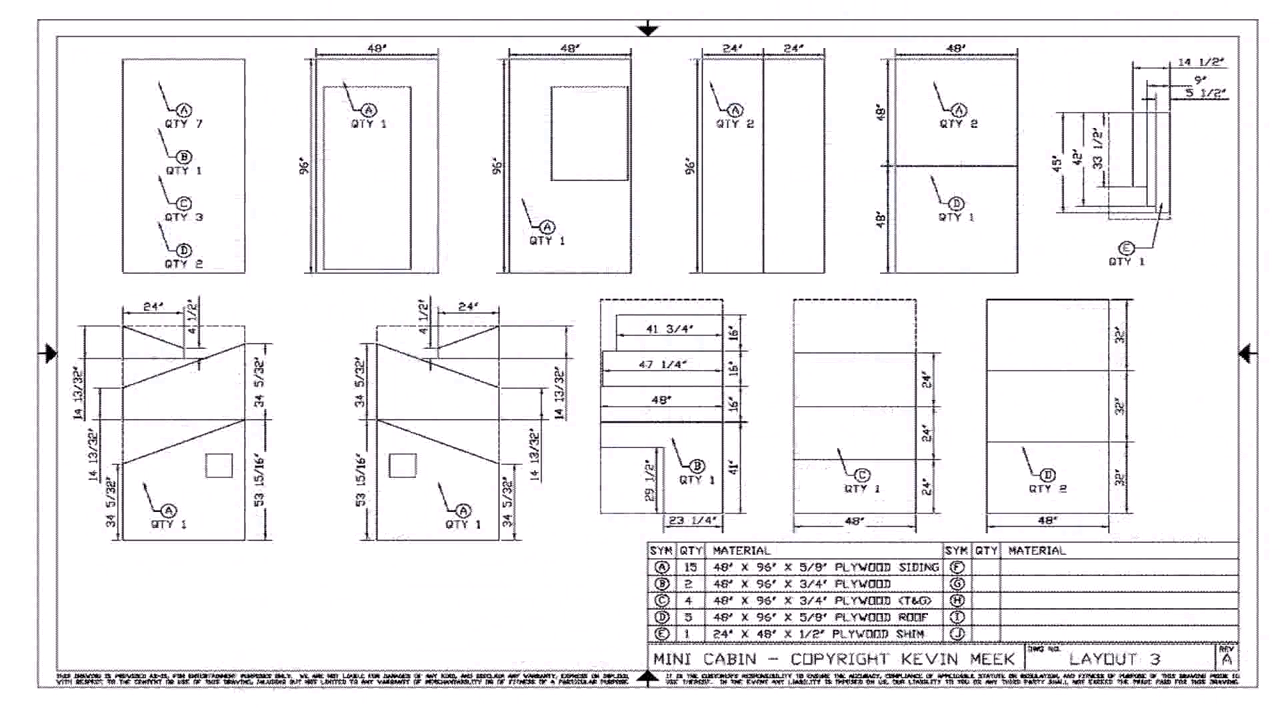 48" 48" 24" 24" 48"
14 1/2"
9"
5 1/2"
A
QTY 7
B
QTY 1
C
QTY 3
D
QTY 2
96"
A
QTY 1
96"
A
QTY 1
96"
A
QTY 2
48"
48"
A
QTY 2
D
QTY 1
45"
42"
33 1/2"
E
QTY 1
24"
4 1/2"
14 13/32"
14 13/32"
34 5/32"
34 5/32"
53 15/16"
A
QTY 1
24"
4 1/2"
14 13/32"
14 13/32"
34 5/32"
34 5/32"
53 15/16"
A
QTY 1
41 3/4"
47 1/4"
48"
16"
16"
16"
41"
29 1/2"
23 1/4"
B
QTY 1
24"
24"
24"
48"
C
QTY 1
32"
32"
32"
48"
D
QTY 2
SYM QTY MATERIAL SYM QTY MATERIAL
A 15 48" X 96" X 5/8" PLYWOOD SIDING F
B 2 48" X 96" X 3/4" PLYWOOD G
C 4 48" X 96" X 3/4" PLYWOOD (T&G) H
D 5 48" X 96" X 5/8" PLYWOOD ROOF I
E 1 24" X 48" X 1/2" PLYWOOD SHIM J
MINI CABIN - COPYRIGHT KEVIN MEEK
DWG NO.
LAYOUT 3
REV
A